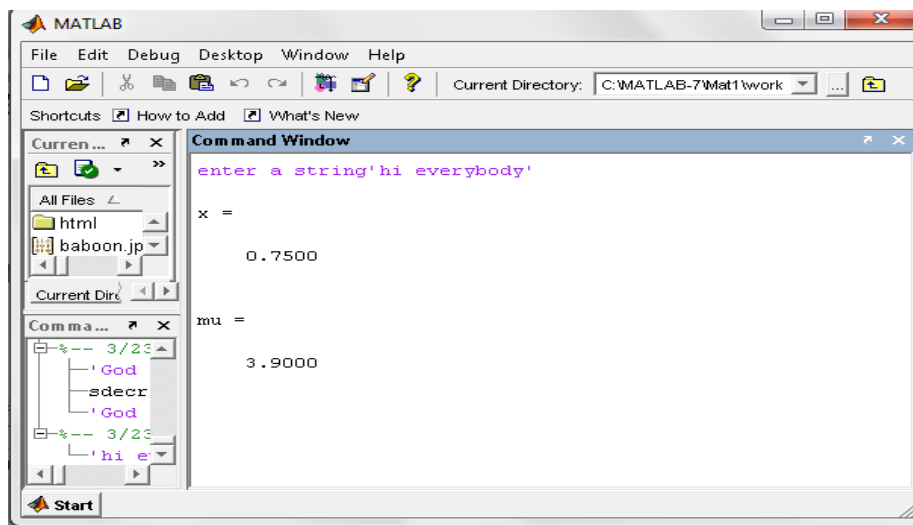 MATLAB
File Edit Debug Desktop Window Help
Current Directory: C:\MATLAB-7\Mat1\work ...
Shortcuts How to Add What's New
Curren...
All Files
html
baboon.jp
Current Dire
Comma...
%-- 3/23
'God
sdecr
'God
%-- 3/23
'hi e
Command Window
enter a string'hi everybody'
x =
0.7500
mu =
3.9000
Start